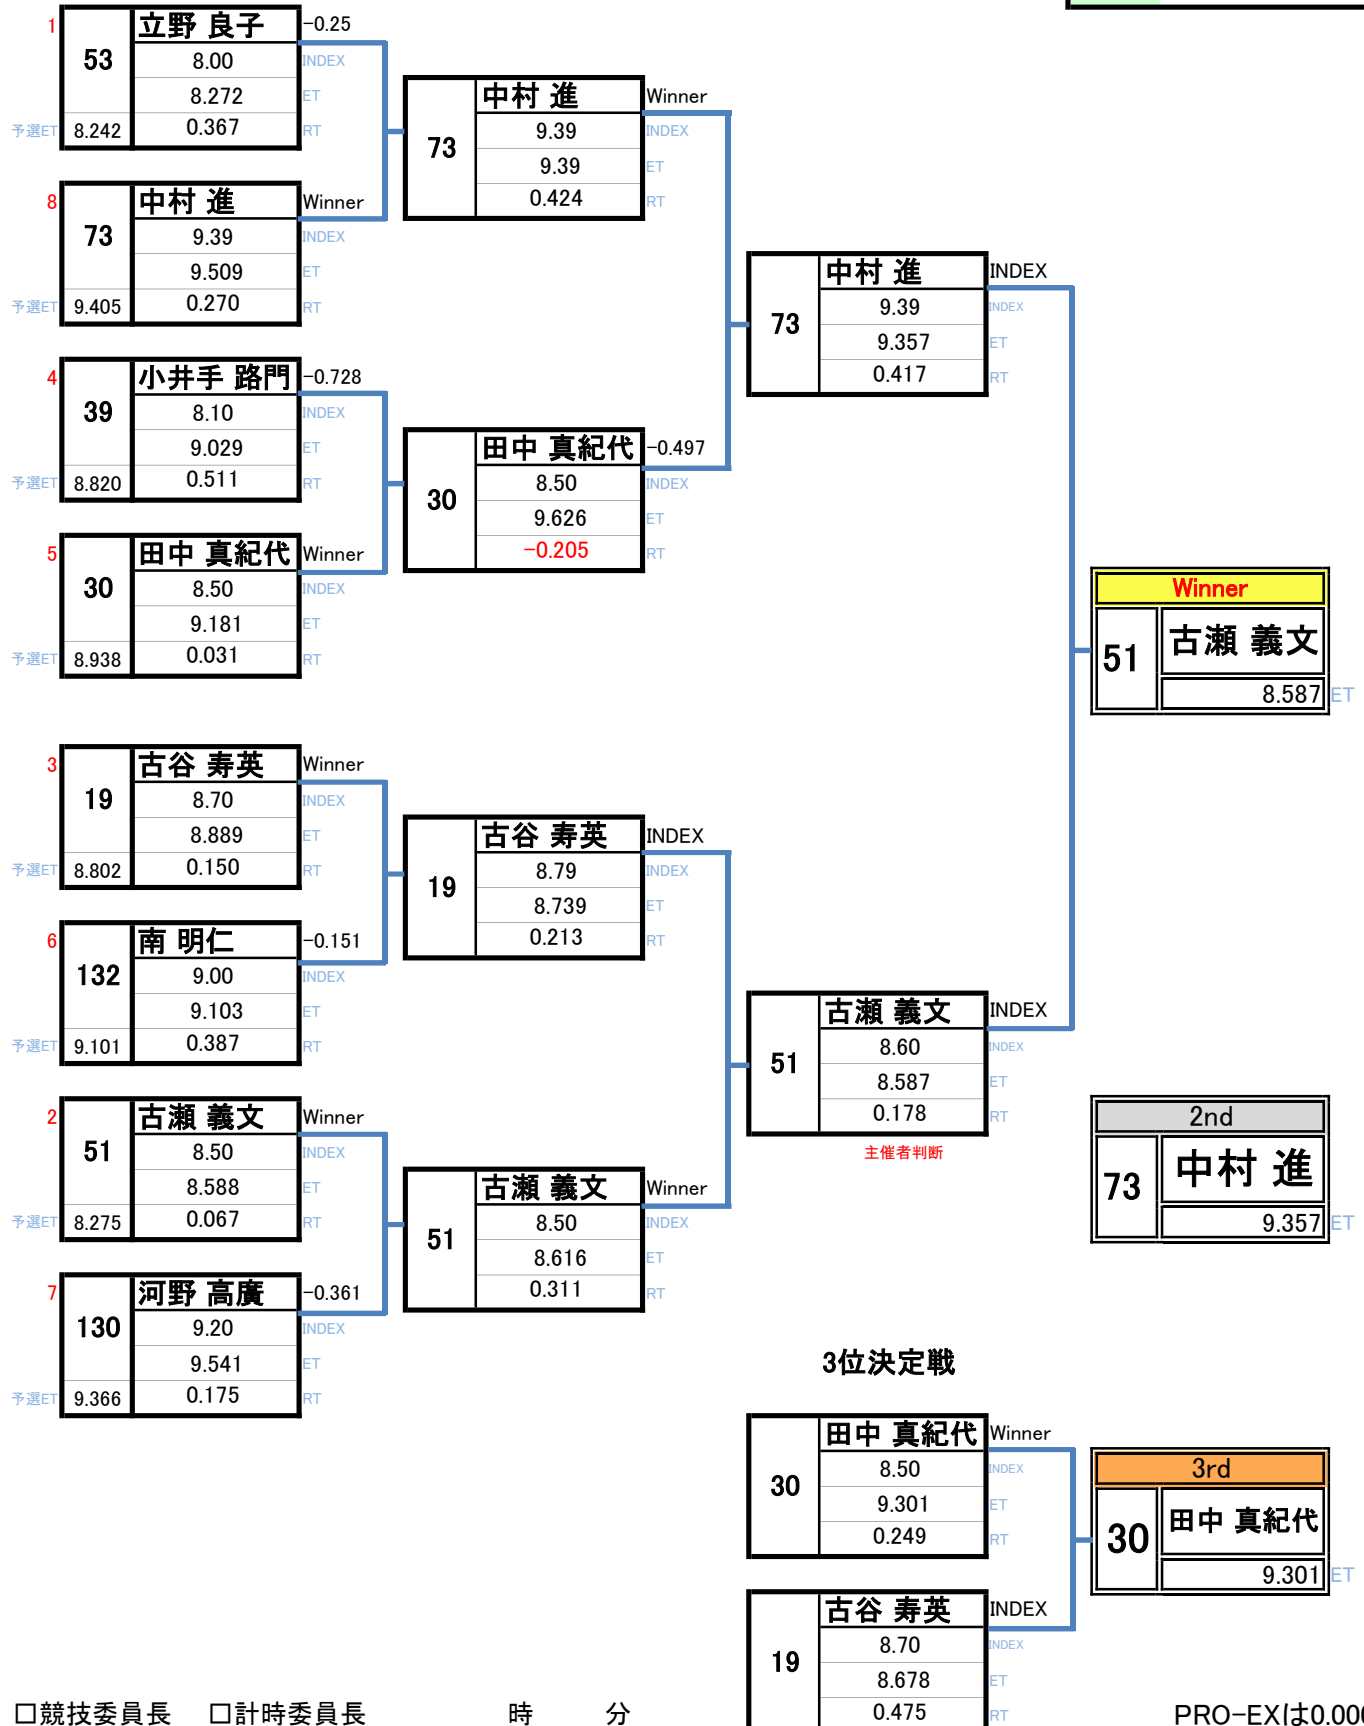 1
53
立野 良子
-0.25
8.00
INDEX
8.272
ET
予選ET
8.242
0.367
RT
8
73
中村 進
Winner
9.39
INDEX
9.509
ET
予選ET
9.405
0.270
RT
4
39
小井手 路門
-0.728
8.10
INDEX
9.029
ET
予選ET
8.820
0.511
RT
5
30
田中 真紀代
Winner
8.50
INDEX
9.181
ET
予選ET
8.938
0.031
RT
3
19
古谷 寿英
Winner
8.70
INDEX
8.889
ET
予選ET
8.802
0.150
RT
6
132
南 明仁
-0.151
9.00
INDEX
9.103
ET
予選ET
9.101
0.387
RT
2
51
古瀬 義文
Winner
8.50
INDEX
8.588
ET
予選ET
8.275
0.067
RT
7
130
河野 高廣
-0.361
9.20
INDEX
9.541
ET
予選ET
9.366
0.175
RT
73
中村 進
Winner
9.39
INDEX
9.39
ET
0.424
RT
30
田中 真紀代
-0.497
8.50
INDEX
9.626
ET
-0.205
RT
19
古谷 寿英
INDEX
8.79
INDEX
8.739
ET
0.213
RT
51
古瀬 義文
Winner
8.50
INDEX
8.616
ET
0.311
RT
73
中村 進
INDEX
9.39
INDEX
9.357
ET
0.417
RT
51
古瀬 義文
INDEX
8.60
INDEX
8.587
ET
0.178
RT
主催者判断
Winner
51
古瀬 義文
8.587
ET
2nd
73
中村 進
9.357
ET
3位決定戦
30
田中 真紀代
Winner
8.50
INDEX
9.301
ET
0.249
RT
19
古谷 寿英
INDEX
8.70
INDEX
8.678
ET
0.475
RT
3rd
30
田中 真紀代
9.301
ET
□競技委員長 □計時委員長 時 分
PRO-EXは0.000